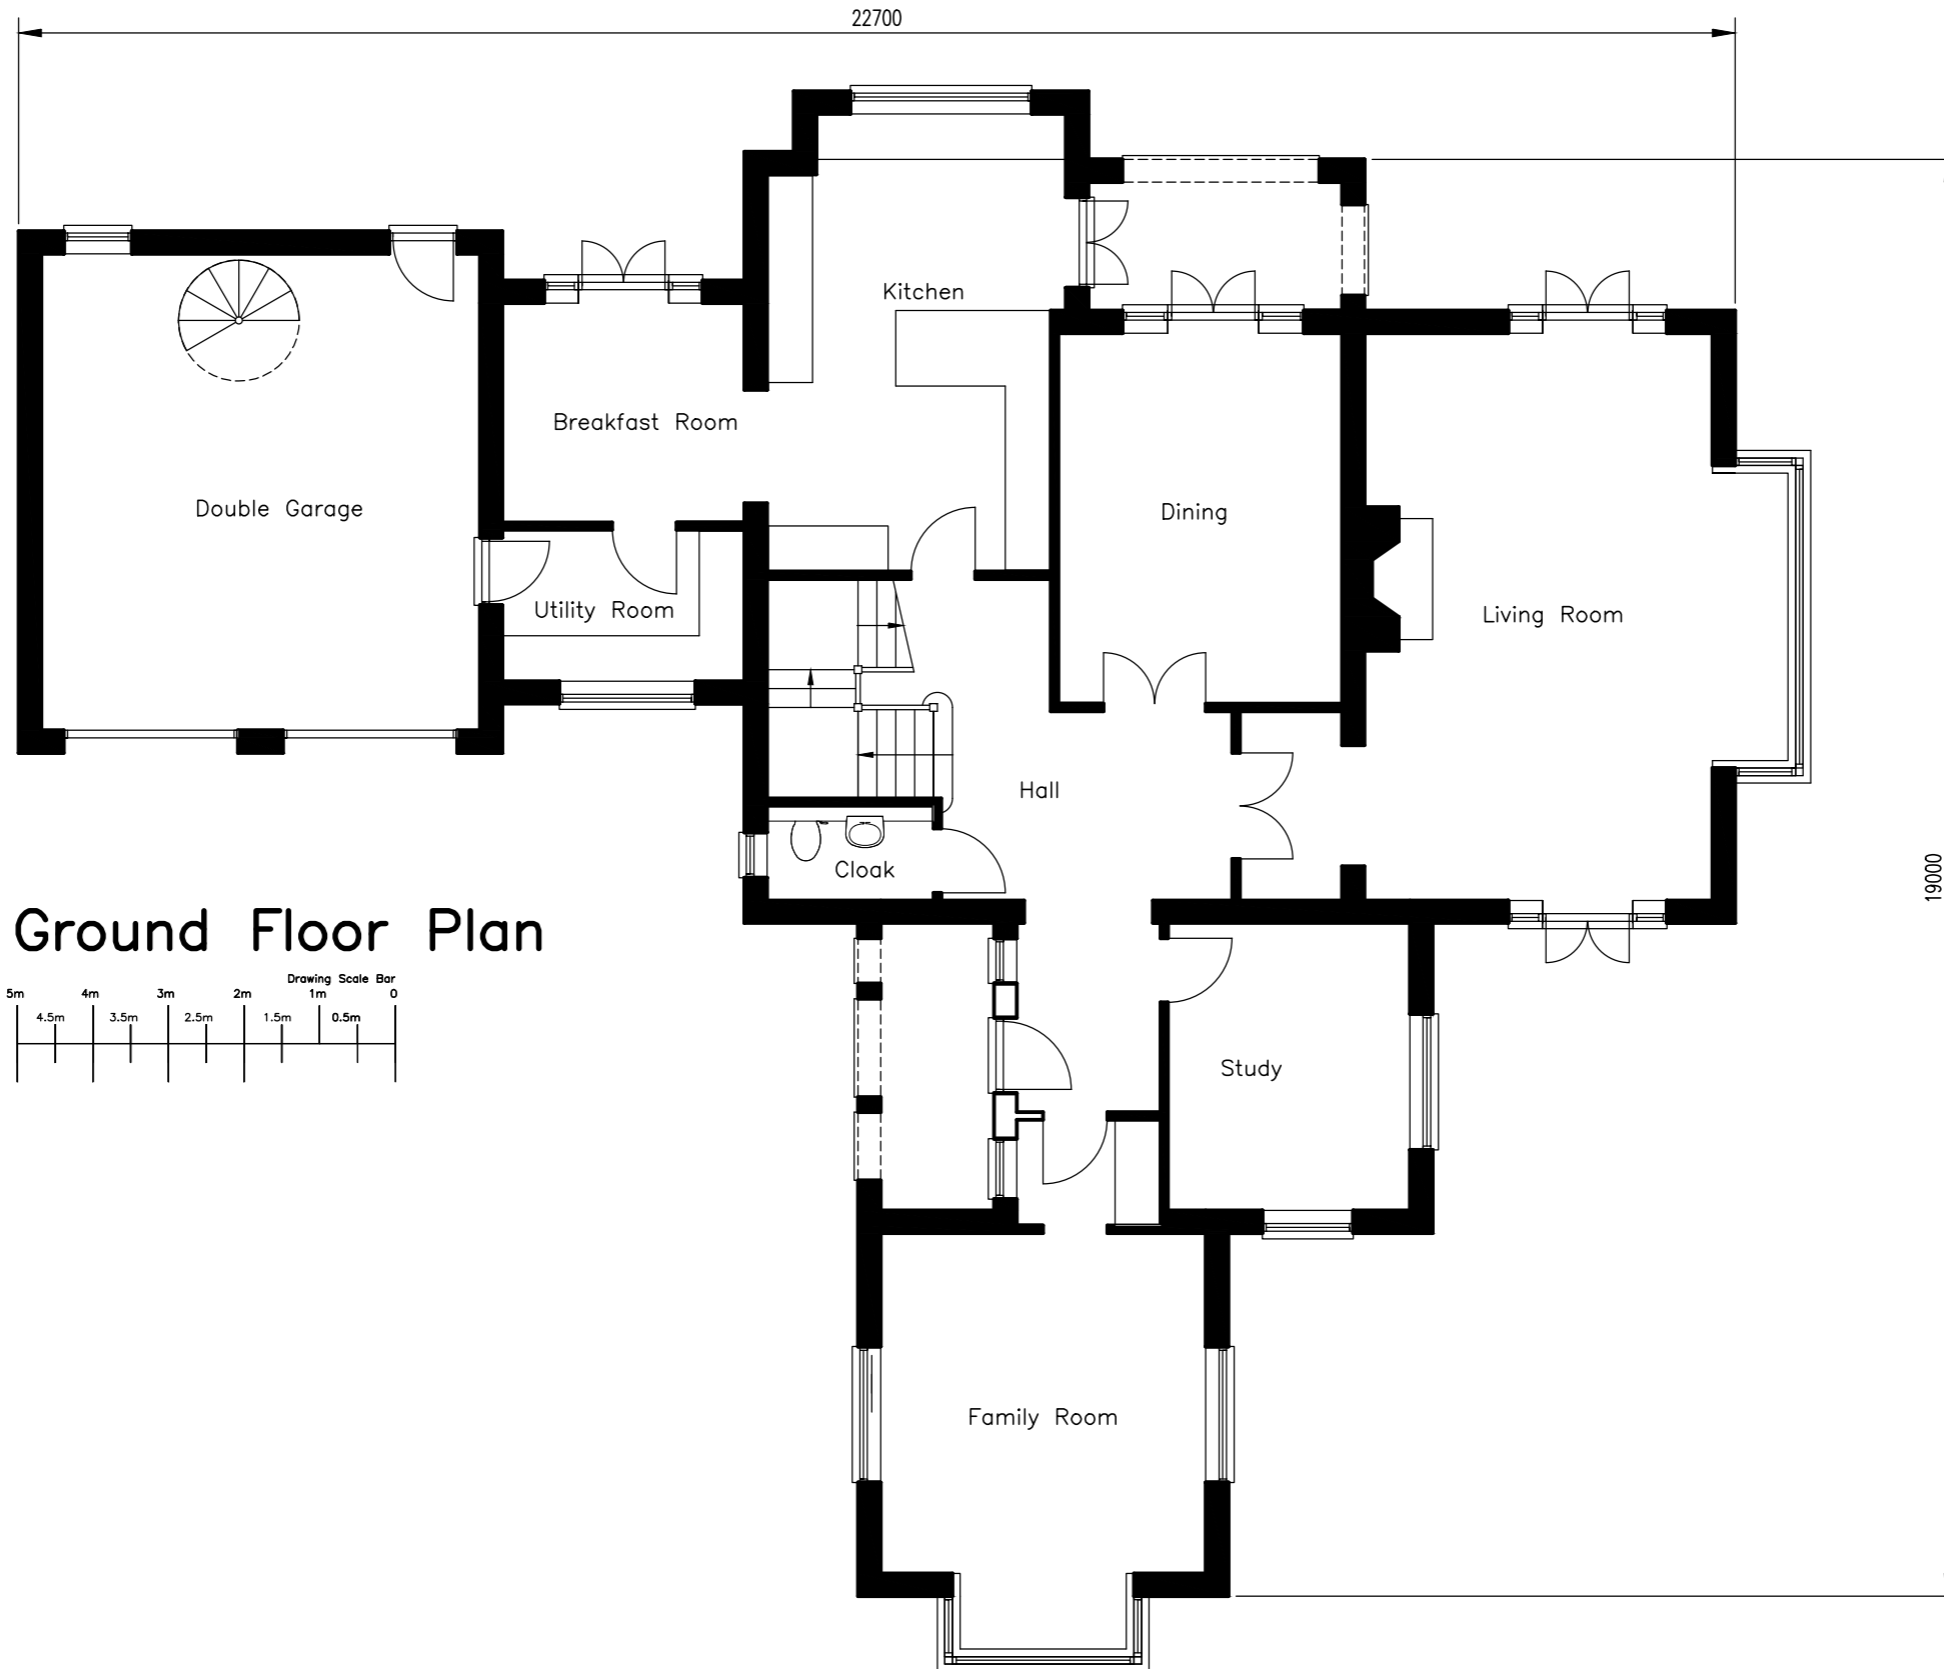 22700
Kitchen
Breakfast Room
Double Garage
Dining
Utility Room
Living Room
Hall
Cloak
19000
Ground Floor Plan
Drawing Scale Bar
5m 4m 3m 2m 1m 0
4.5m 3.5m 2.5m 1.5m 0.5m
Study
Family Room